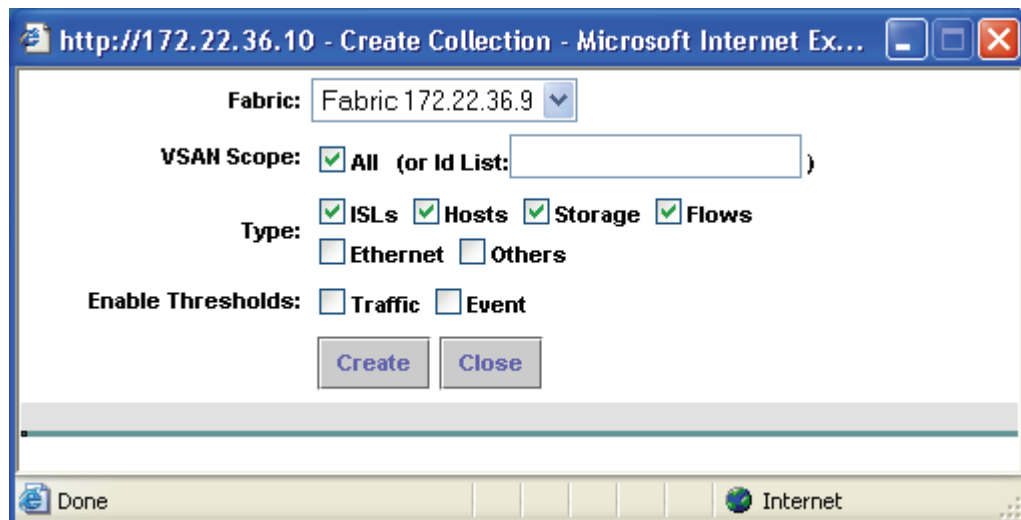 http://172.22.36.10 - Create Collection - Microsoft Internet Ex...
Fabric: Fabric 172.22.36.9
VSAN Scope: All (or Id List: )
Type: ISLs Hosts Storage Flows
Ethernet Others
Enable Thresholds: Traffic Event
Create Close
Done Internet